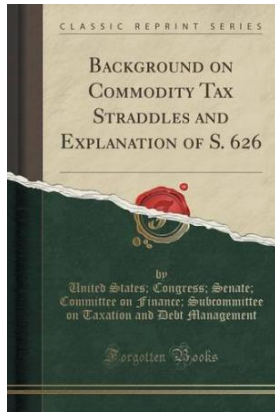 CLASSIC REPRINT SERIES
BACKGROUND ON
COMMODITY TAX
STRADDLES AND
EXPLANATION OF S. 626
by
United States; Congress; Senate;
Committee on Finance; Subcommittee
on Taxation and Debt Management
Forgotten Books